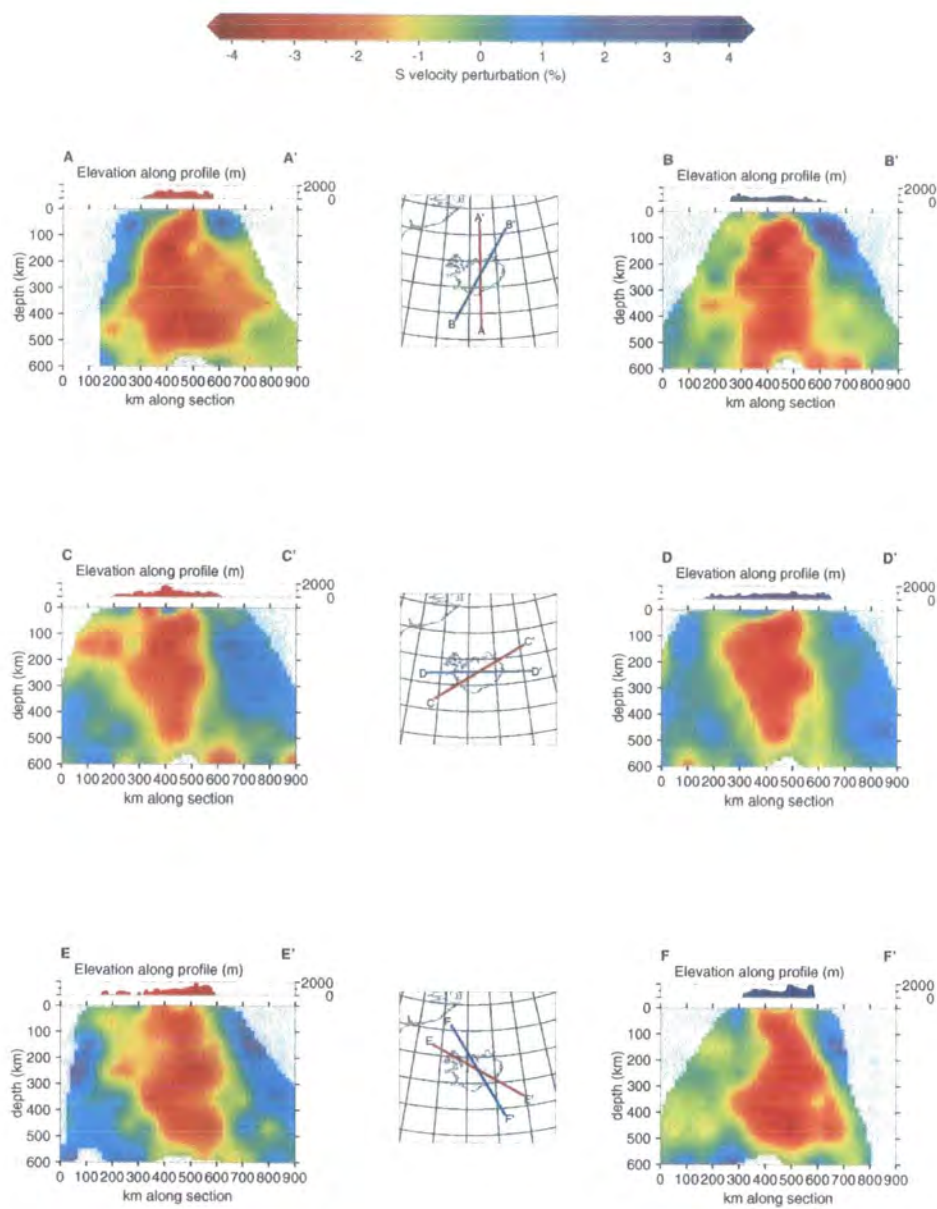 -4 -3 -2 -1 0 1 2 3 4
S velocity perturbation (%)
A A'
Elevation along profile (m)
2000
0
0
100
200
300
400
500
600
depth (km)
0 100 200 300 400 500 600 700 800 900
km along section
A'
B'
B
A
B B'
Elevation along profile (m)
2000
0
0
100
200
300
400
500
600
depth (km)
0 100 200 300 400 500 600 700 800 900
km along section
C C'
Elevation along profile (m)
2000
0
0
100
200
300
400
500
600
depth (km)
0 100 200 300 400 500 600 700 800 900
km along section
C'
D D'
C
D D'
Elevation along profile (m)
2000
0
0
100
200
300
400
500
600
depth (km)
0 100 200 300 400 500 600 700 800 900
km along section
E E'
Elevation along profile (m)
2000
0
0
100
200
300
400
500
600
depth (km)
0 100 200 300 400 500 600 700 800 900
km along section
F
E
E'
F'
F F'
Elevation along profile (m)
2000
0
0
100
200
300
400
500
600
depth (km)
0 100 200 300 400 500 600 700 800 900
km along section